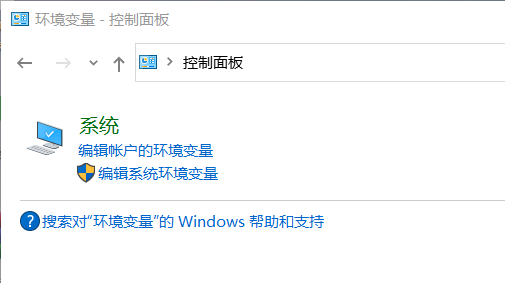 环境变量 - 控制面板
控制面板
系统
编辑帐户的环境变量
编辑系统环境变量
搜索对"环境变量"的 Windows 帮助和支持